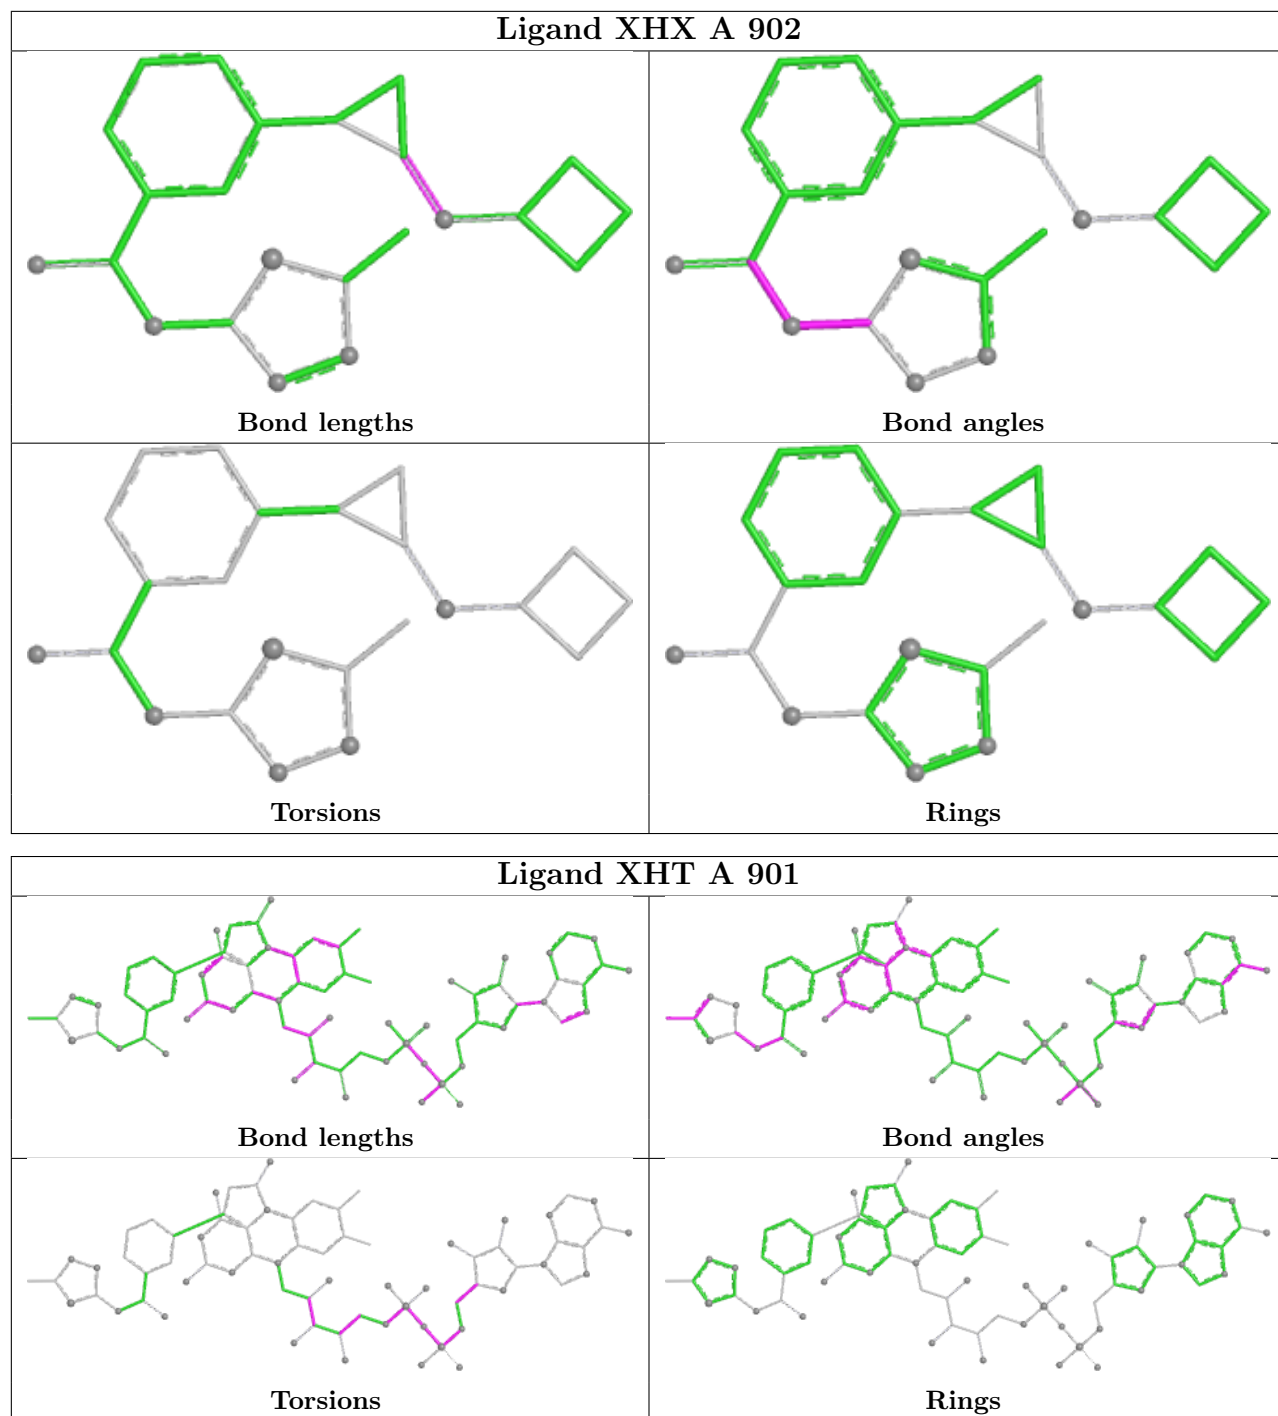 Ligand XHX A 902
Bond lengths
Bond angles
Torsions
Rings
Ligand XHT A 901
Bond lengths
Bond angles
Torsions
Rings